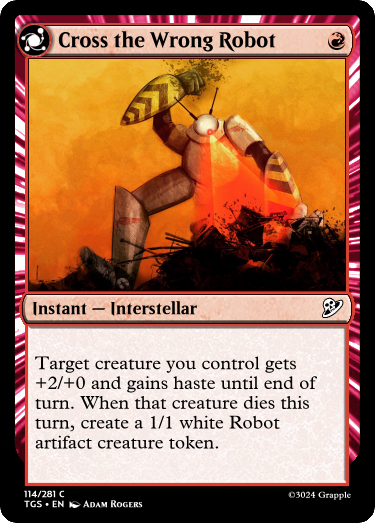 Cross the Wrong Robot
Instant — Interstellar
Target creature you control gets
+2/+0 and gains haste until end of
turn. When that creature dies this
turn, create a 1/1 white Robot
artifact creature token.
114/281 C
TGS • EN Adam Rogers
©3024 Grapple